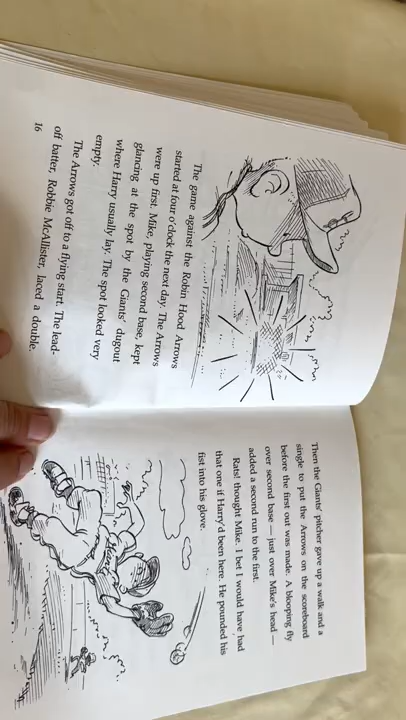 The game against the Robin Hood Arrows
started at four o'clock the next day. The Arrows
were up first. Mike, playing second base, kept
glancing at the spot by the Giants' dugout
where Harry usually lay. The spot looked very
empty.
The Arrows got off to a flying start. The lead-
off batter, Robbie McAllister, laced a double.
16
Then the Giants' pitcher gave up a walk and a
single to put the Arrows on the scoreboard
before the first out was made. A blooping fly
over second base — just over Mike's head —
added a second run to the first.
Rats! thought Mike. I bet I would have had
that one if Harry'd been here. He pounded his
fist into his glove.